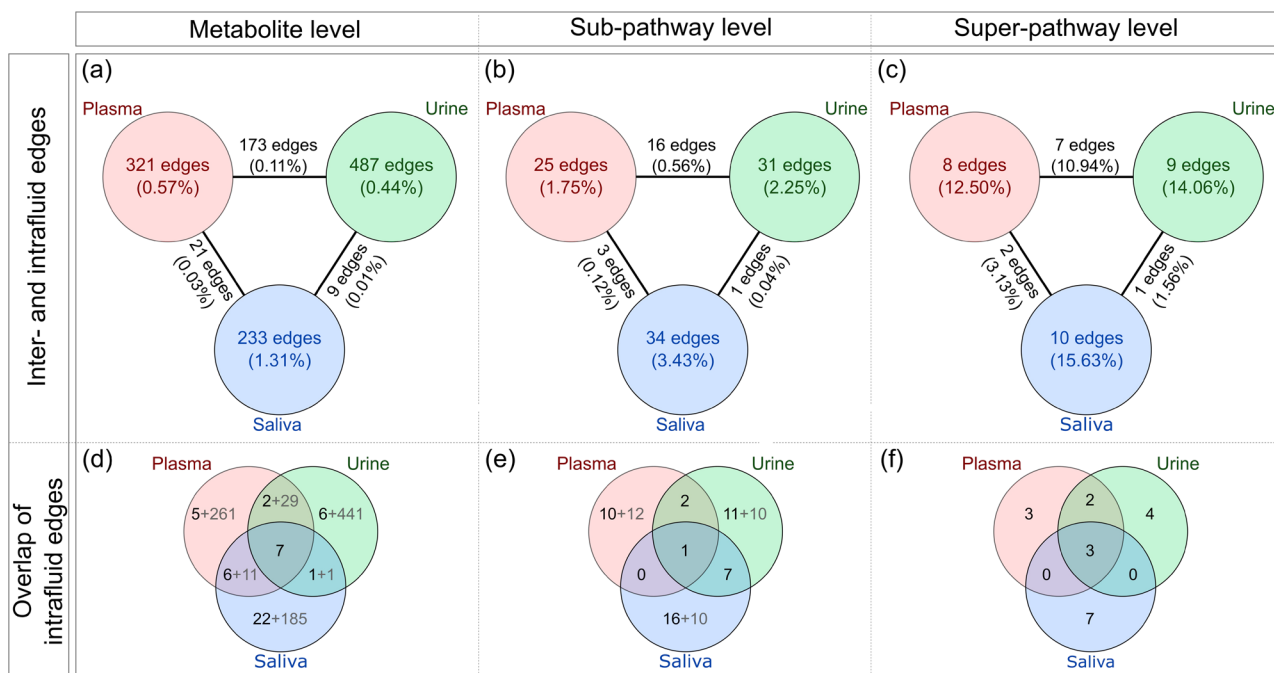 Metabolite level
Sub-pathway level
Super-pathway level
Inter- and intrafluid edges
(a)
Plasma
Urine
321 edges
(0.57%)
173 edges
(0.11%)
487 edges
(0.44%)
21 edges
(0.03%)
9 edges
(0.01%)
233 edges
(1.31%)
Saliva
(b)
Plasma
Urine
25 edges
(1.75%)
16 edges
(0.56%)
31 edges
(2.25%)
3 edges
(0.12%)
1 edges
(0.04%)
34 edges
(3.43%)
Saliva
(c)
Plasma
Urine
8 edges
(12.50%)
7 edges
(10.94%)
9 edges
(14.06%)
2 edges
(3.13%)
1 edges
(1.56%)
10 edges
(15.63%)
Saliva
Overlap of
intrafluid edges
(d)
Plasma
Urine
5+261
2+29
6+441
7
6+11
1+1
22+185
Saliva
(e)
Plasma
Urine
10+12
2
11+10
1
0
7
16+10
Saliva
(f)
Plasma
Urine
3
2
4
3
0
0
7
Saliva